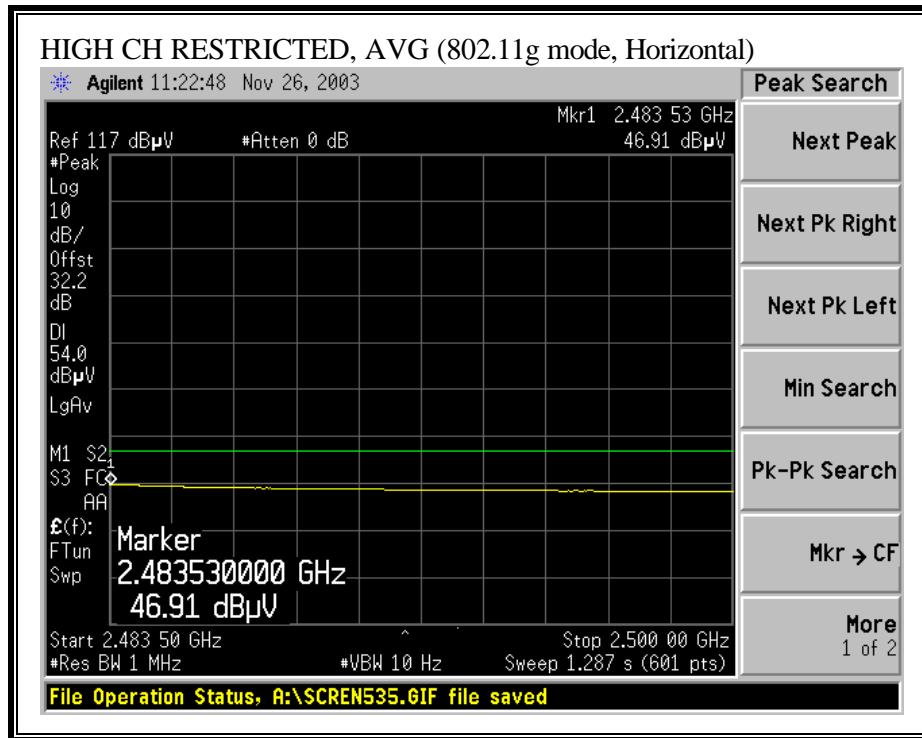 HIGH CH RESTRICTED, AVG (802.11g mode, Horizontal)
Agilent 11:22:48 Nov 26, 2003
Peak Search
Mkr1 2.483 53 GHz
Ref 117 dBµV #Atten 0 dB 46.91 dBµV
#Peak
Log
10
dB/
Offst
32.2
dB
DI
54.0
dBµV
LgAv
M1 S2
1
S3 FC
AA
£(f):
FTun
Swp
Marker
2.483530000 GHz
46.91 dBµV
Start 2.483 50 GHz ^ Stop 2.500 00 GHz
#Res BW 1 MHz #VBW 10 Hz Sweep 1.287 s (601 pts)
Next Peak
Next Pk Right
Next Pk Left
Min Search
Pk-Pk Search
Mkr → CF
More
1 of 2
File Operation Status, A:\SCREN535.GIF file saved